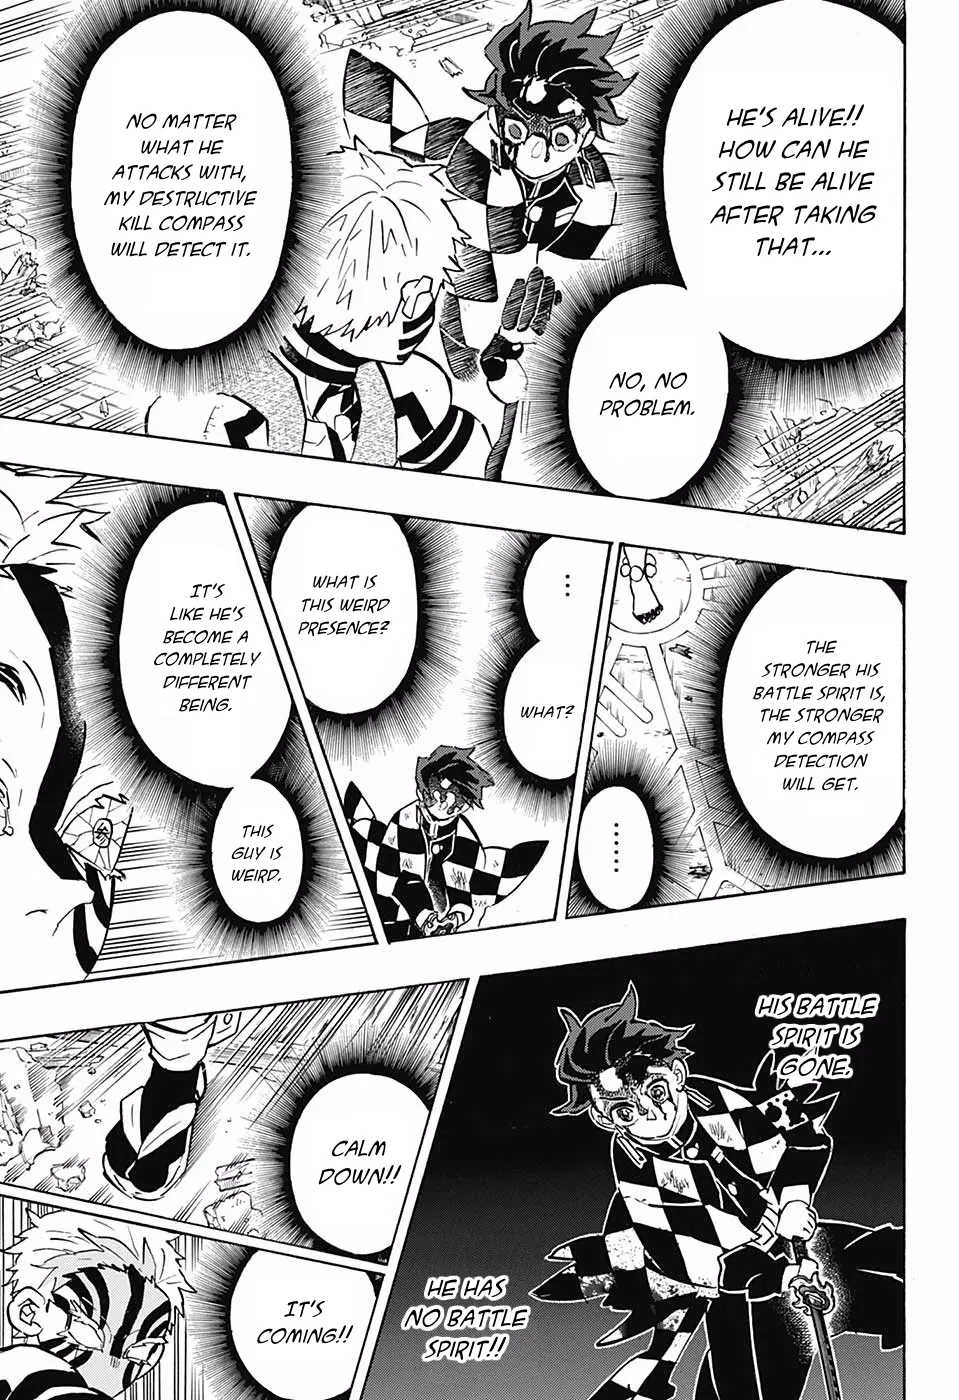 HE'S ALIVE!!
HOW CAN HE
STILL BE ALIVE
AFTER TAKING
THAT...
NO, NO
PROBLEM.
NO MATTER
WHAT HE
ATTACKS WITH,
MY DESTRUCTIVE
KILL COMPASS
WILL DETECT IT.
THE
STRONGER HIS
BATTLE SPIRIT IS,
THE STRONGER
MY COMPASS
DETECTION
WILL GET.
...
...
WHAT?
WHAT IS
THIS WEIRD
PRESENCE?
IT'S
LIKE HE'S
BECOME A
COMPLETELY
DIFFERENT
BEING.
THIS
GUY IS
WEIRD.
HIS BATTLE
SPIRIT IS
GONE.
HE HAS
NO BATTLE
SPIRIT!!
CALM
DOWN!!
IT'S
COMING!!